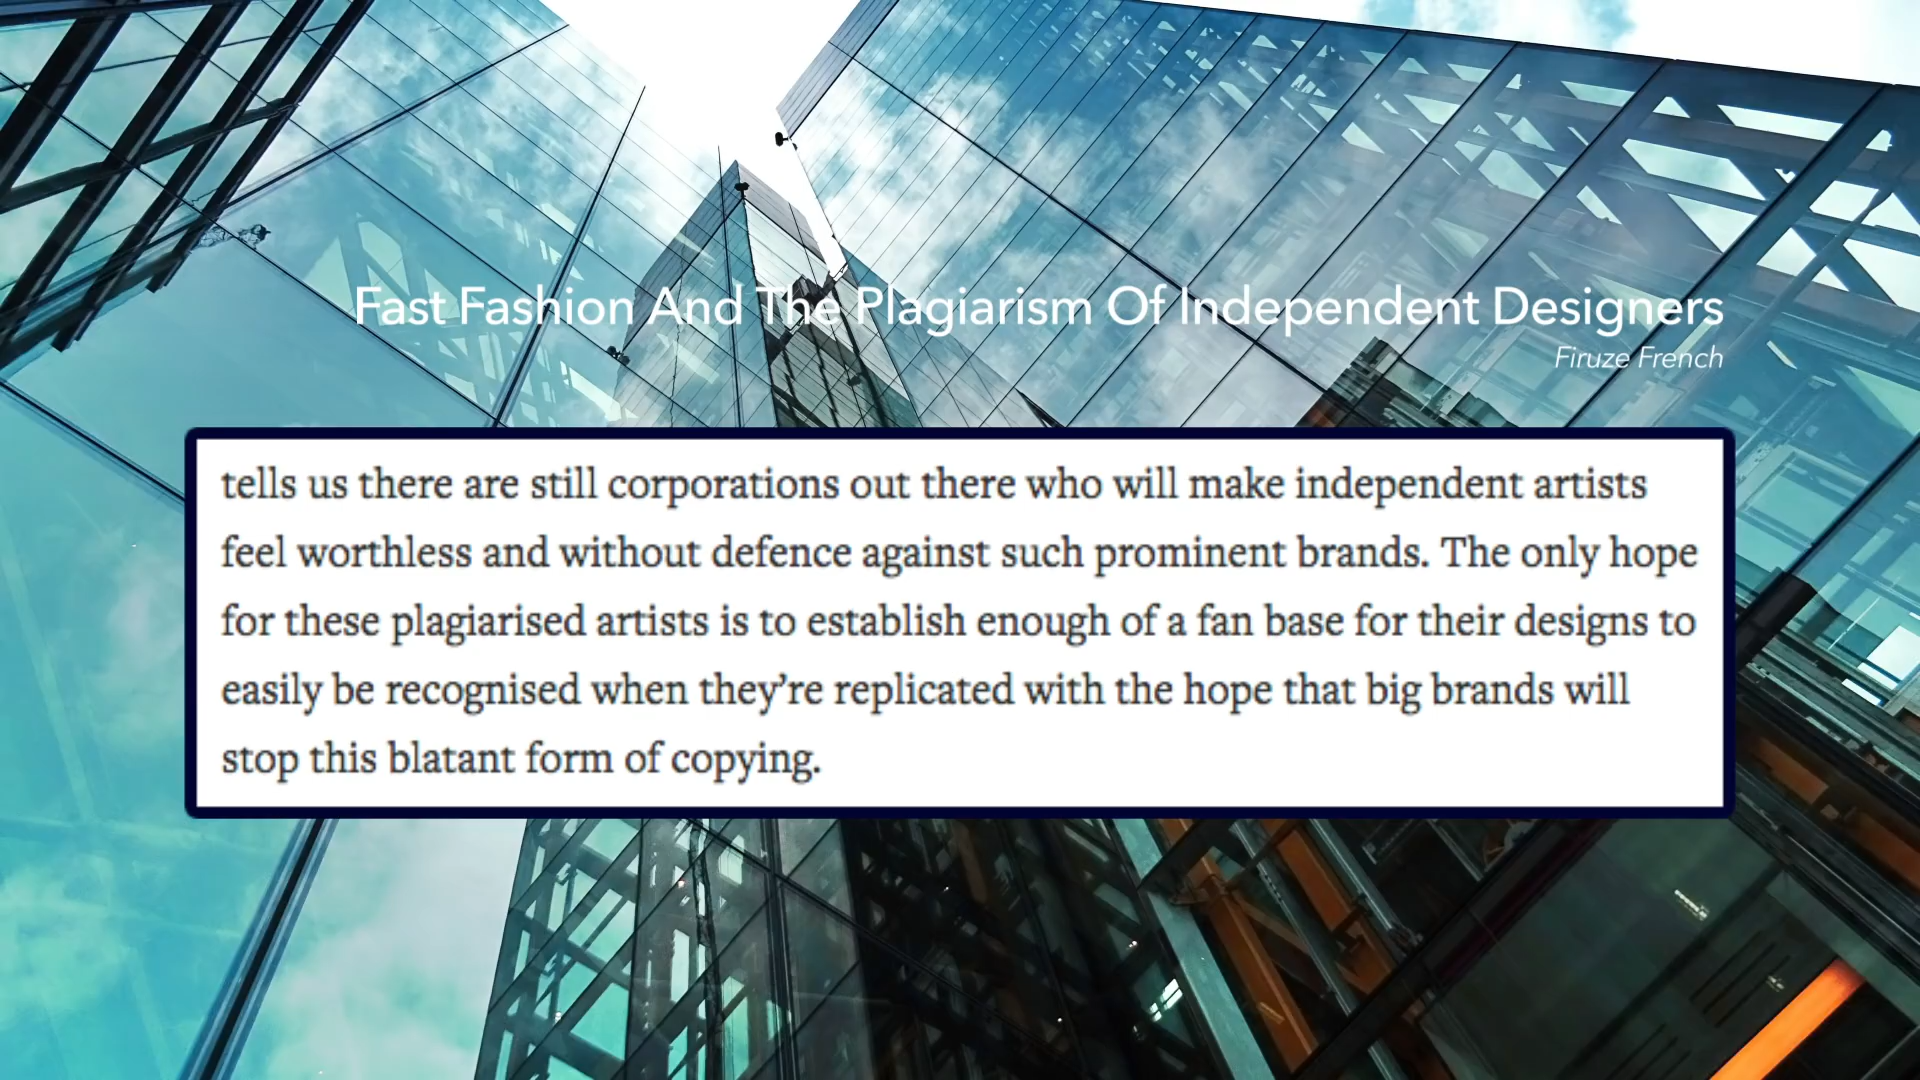 Fast Fashion And The Plagiarism Of Independent Designers
Firuze French
tells us there are still corporations out there who will make independent artists
feel worthless and without defence against such prominent brands. The only hope
for these plagiarised artists is to establish enough of a fan base for their designs to
easily be recognised when they’re replicated with the hope that big brands will
stop this blatant form of copying.